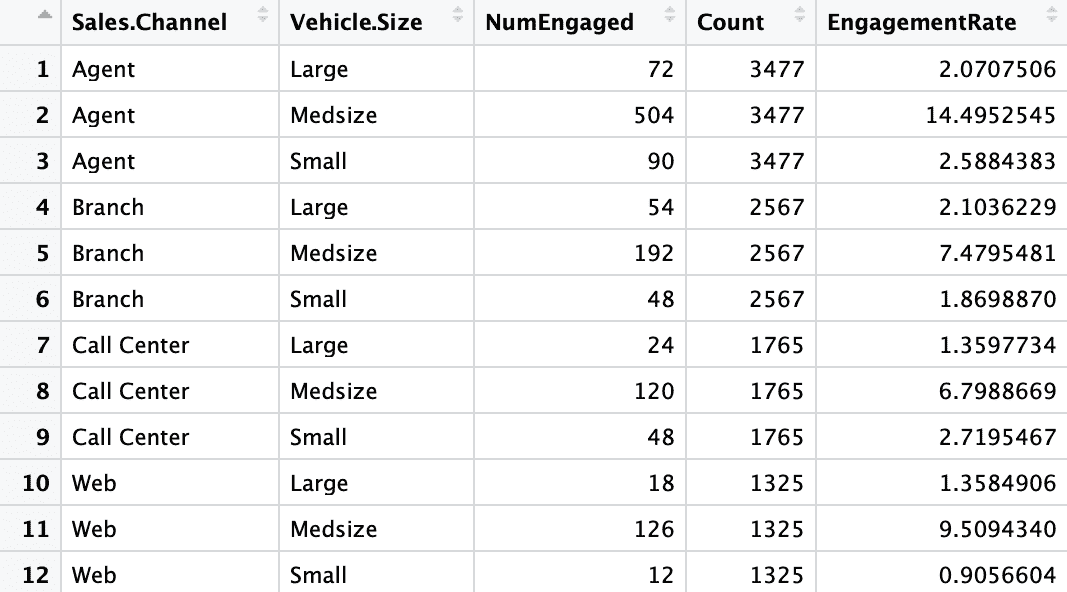 Sales.Channel Vehicle.Size NumEngaged Count EngagementRate
1 Agent Large 72 3477 2.0707506
2 Agent Medsize 504 3477 14.4952545
3 Agent Small 90 3477 2.5884383
4 Branch Large 54 2567 2.1036229
5 Branch Medsize 192 2567 7.4795481
6 Branch Small 48 2567 1.8698870
7 Call Center Large 24 1765 1.3597734
8 Call Center Medsize 120 1765 6.7988669
9 Call Center Small 48 1765 2.7195467
10 Web Large 18 1325 1.3584906
11 Web Medsize 126 1325 9.5094340
12 Web Small 12 1325 0.9056604